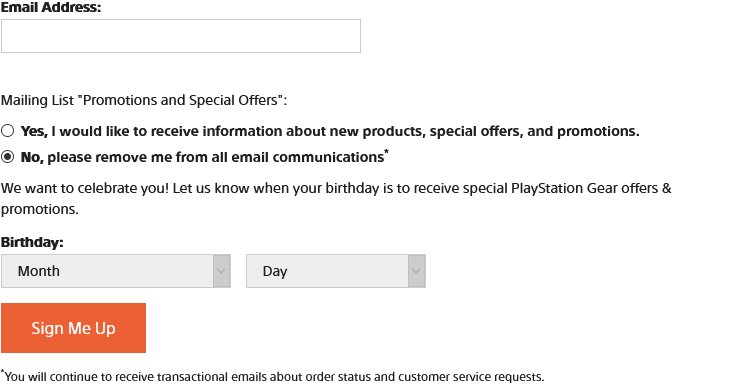 Email Address:
Mailing List "Promotions and Special Offers":
Yes, I would like to receive information about new products, special offers, and promotions.
No, please remove me from all email communications*
We want to celebrate you! Let us know when your birthday is to receive special PlayStation Gear offers &
promotions.
Birthday:
Month Day
Sign Me Up
*You will continue to receive transactional emails about order status and customer service requests.